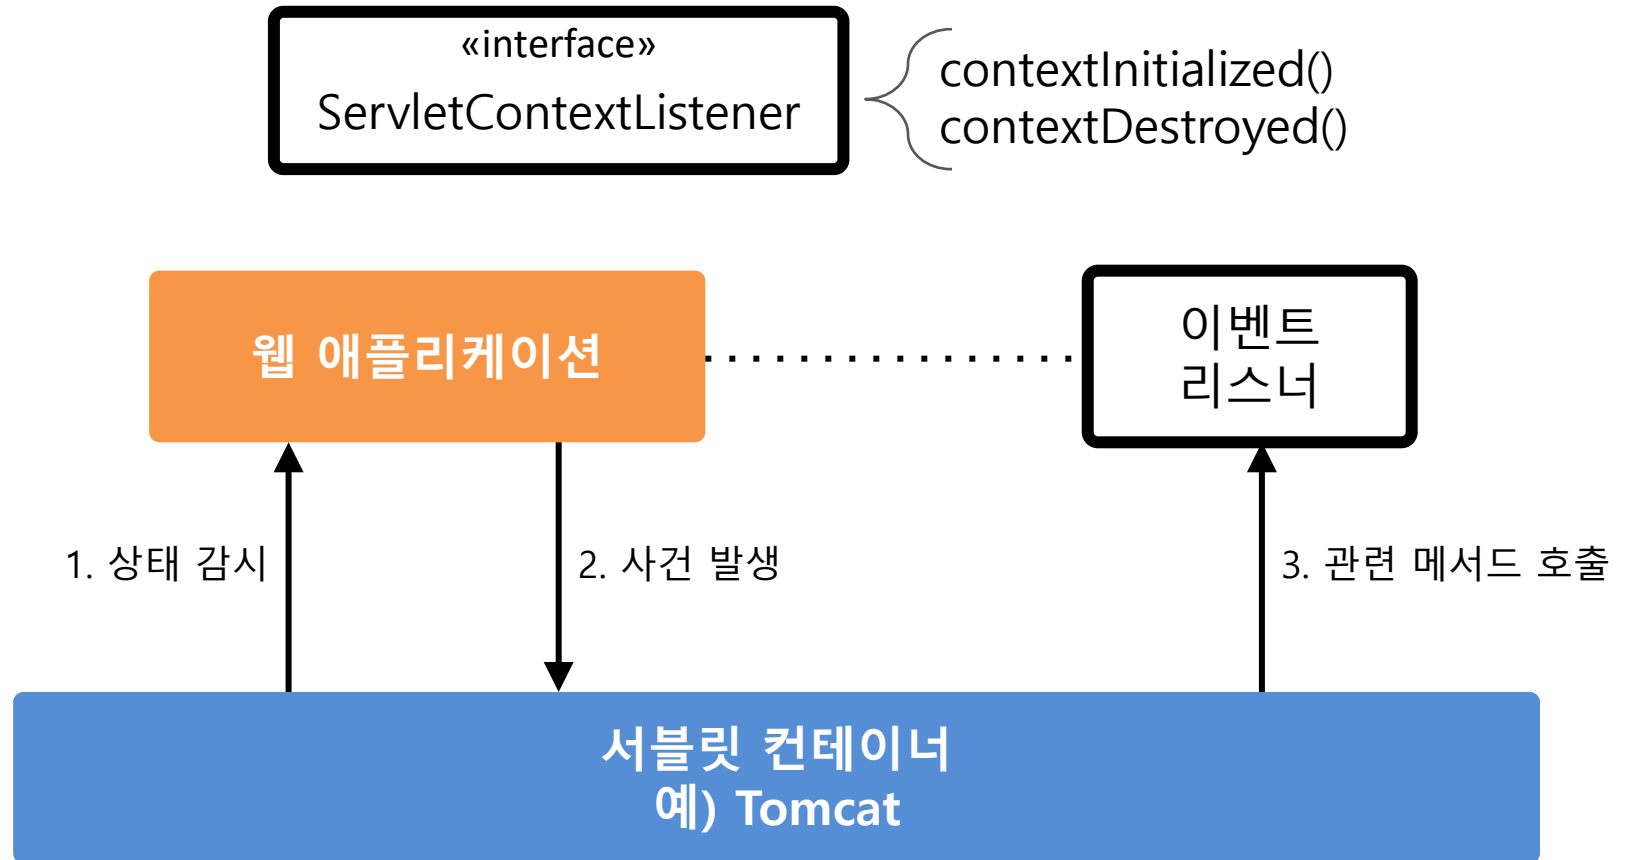 «interface»
ServletContextListener
contextInitialized()
contextDestroyed()
웹 애플리케이션
이벤트
리스너
1. 상태 감시
2. 사건 발생
3. 관련 메서드 호출
서블릿 컨테이너
예) Tomcat